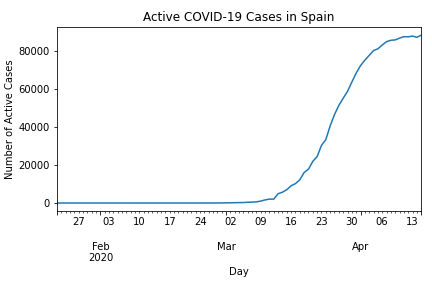 Active COVID-19 Cases in Spain
Number of Active Cases
80000
60000
40000
20000
0
27 03 10 17 24 02 09 16 23 30 06 13
Feb Mar Apr
2020
Day